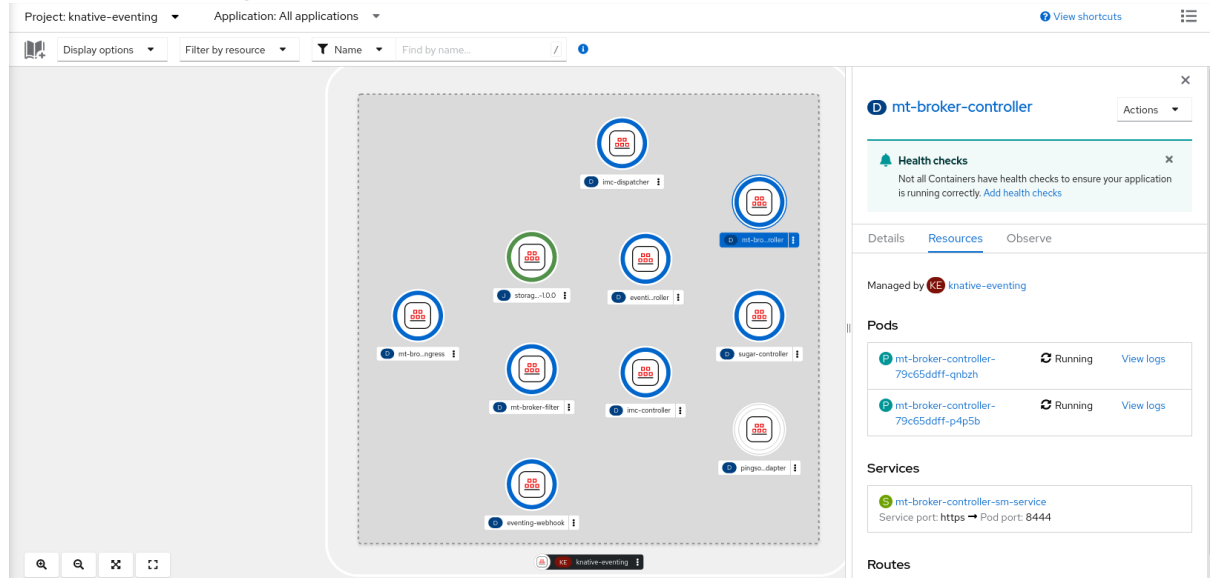 Project: knative-eventing
Application: All applications
View shortcuts
Display options
Filter by resource
Name
Find by name...
/
D imc-dispatcher
D mt-bro...roller
J storag...-1.0.0
D eventi...roller
D mt-bro...ngress
D sugar-controller
D mt-broker-filter
D imc-controller
D pingso...dapter
D eventing-webhook
KE knative-eventing
D mt-broker-controller
Actions
Health checks
Not all Containers have health checks to ensure your application
is running correctly. Add health checks
Details Resources Observe
Managed by KE knative-eventing
Pods
P mt-broker-controller-
79c65ddff-qnbzh
Running
View logs
P mt-broker-controller-
79c65ddff-p4p5b
Running
View logs
Services
S mt-broker-controller-sm-service
Service port: https → Pod port: 8444
Routes